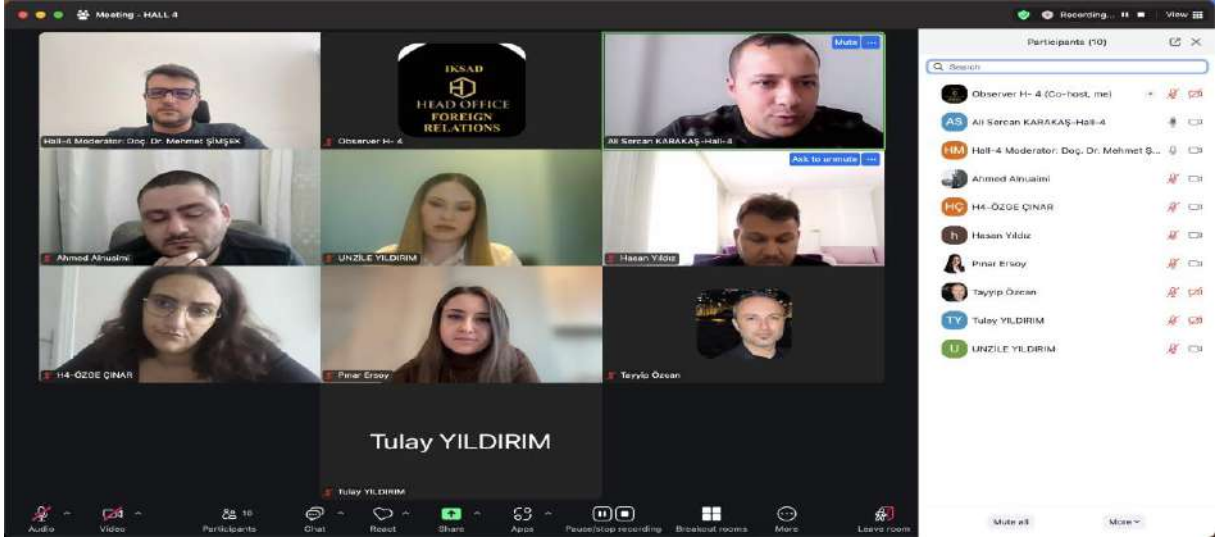 Meeting - HALL 4
Recording...
View
Mute
IKSAD
HEAD OFFICE
FOREIGN
RELATIONS
Hall-4 Moderator: Doç. Dr. Mehmet ŞİMŞEK
Observer H- 4
Ali Sercan KARAKAŞ-Hall-4
Ask to unmute
Ahmed Alnuaimi
UNZİLE YILDIRIM
Hasan Yıldız
H4-ÖZGE ÇINAR
Pınar Ersoy
Tayyip Özcan
Tulay YILDIRIM
Tulay YILDIRIM
Audio
Video
Participants
10
Chat
React
Share
Apps
Pause/stop recording
Breakout rooms
More
Leave room
Participants (10)
Search
Observer H- 4 (Co-host, me)
AS
Ali Sercan KARAKAŞ-Hall-4
HM
Hall-4 Moderator: Doç. Dr. Mehmet Ş...
Ahmed Alnuaimi
HÇ
H4-ÖZGE ÇINAR
h
Hasan Yıldız
Pınar Ersoy
Tayyip Özcan
TY
Tulay YILDIRIM
U
UNZİLE YILDIRIM
Mute all
More